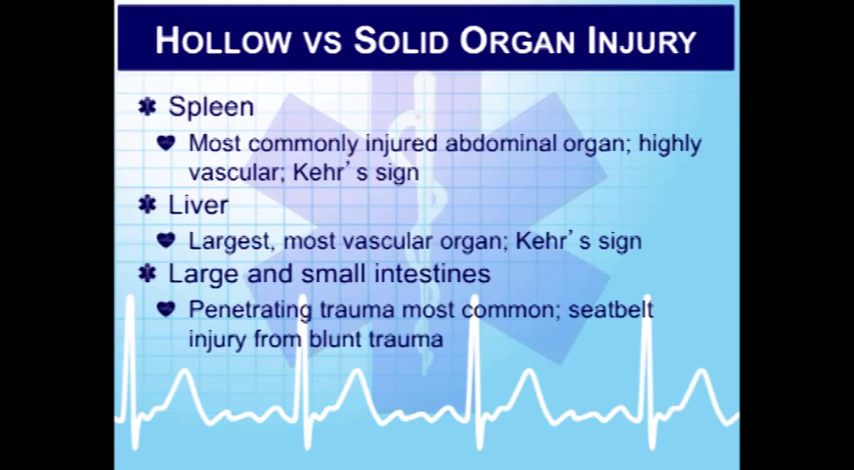 HOLLOW VS SOLID ORGAN INJURY
Spleen
Most commonly injured abdominal organ; highly
vascular; Kehr's sign
Liver
Largest, most vascular organ; Kehr's sign
Large and small intestines
Penetrating trauma most common; seatbelt
injury from blunt trauma